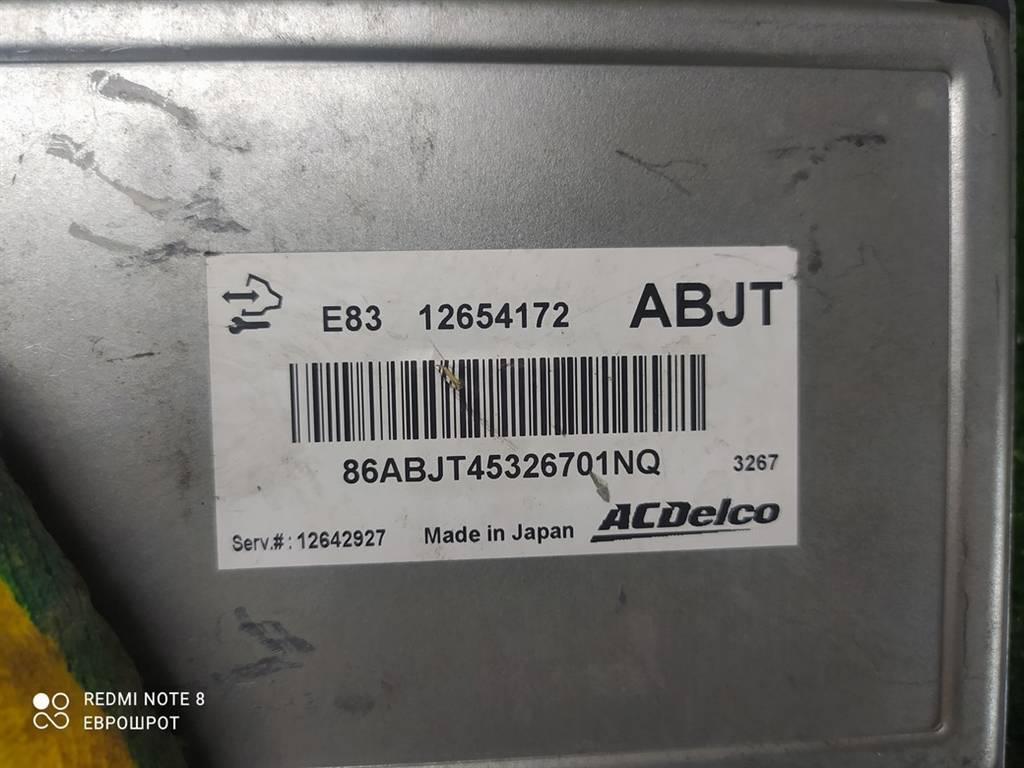 E83 12654172 ABJT
86ABJT45326701NQ 3267
Serv.#: 12642927 Made in Japan ACDelco
REDMI NOTE 8
ЕВРОШРОТ